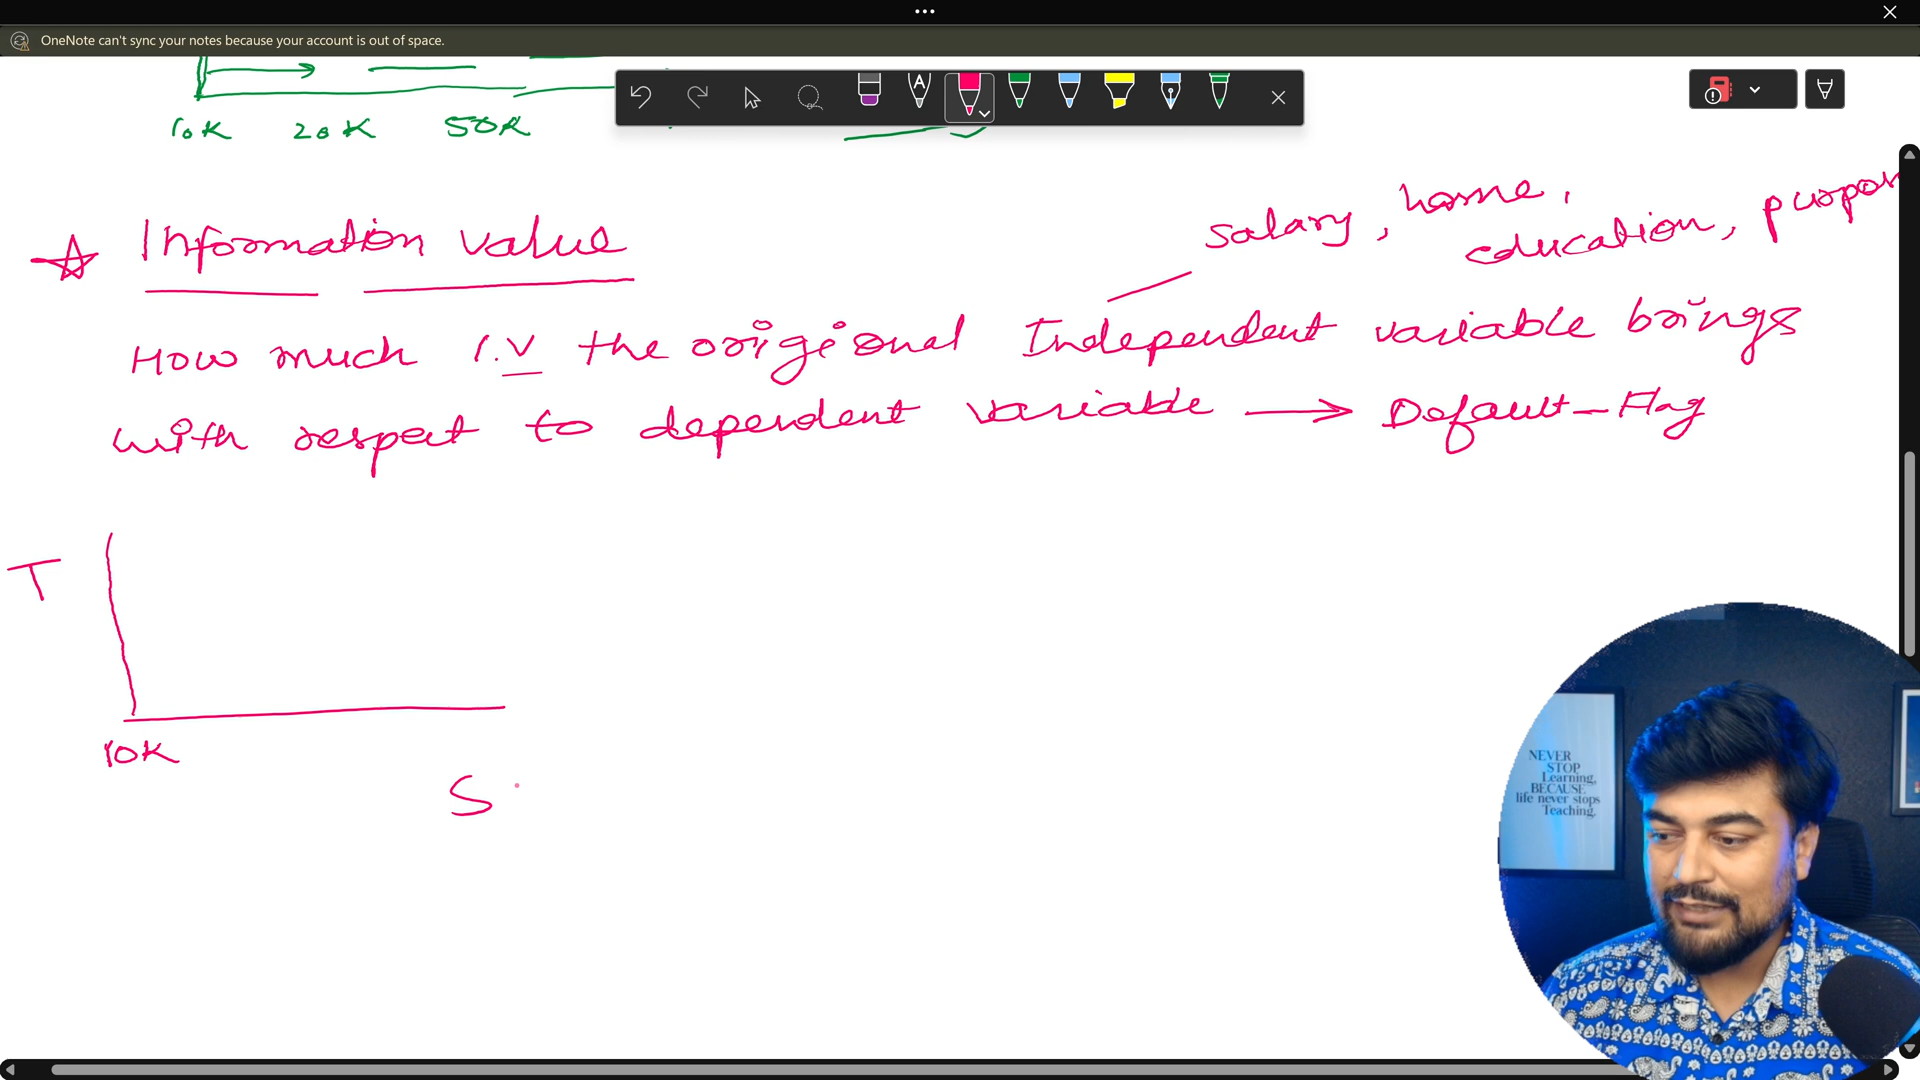 OneNote can't sync your notes because your account is out of space.
10K 20K 50K
Information value
salary, home,
education, purpos
How much I.V the origional Independent variable brings
with respect to dependent variable → Default-Flag
T
10K
S
NEVER
STOP
Learning,
BECAUSE
life never stops
Teaching.